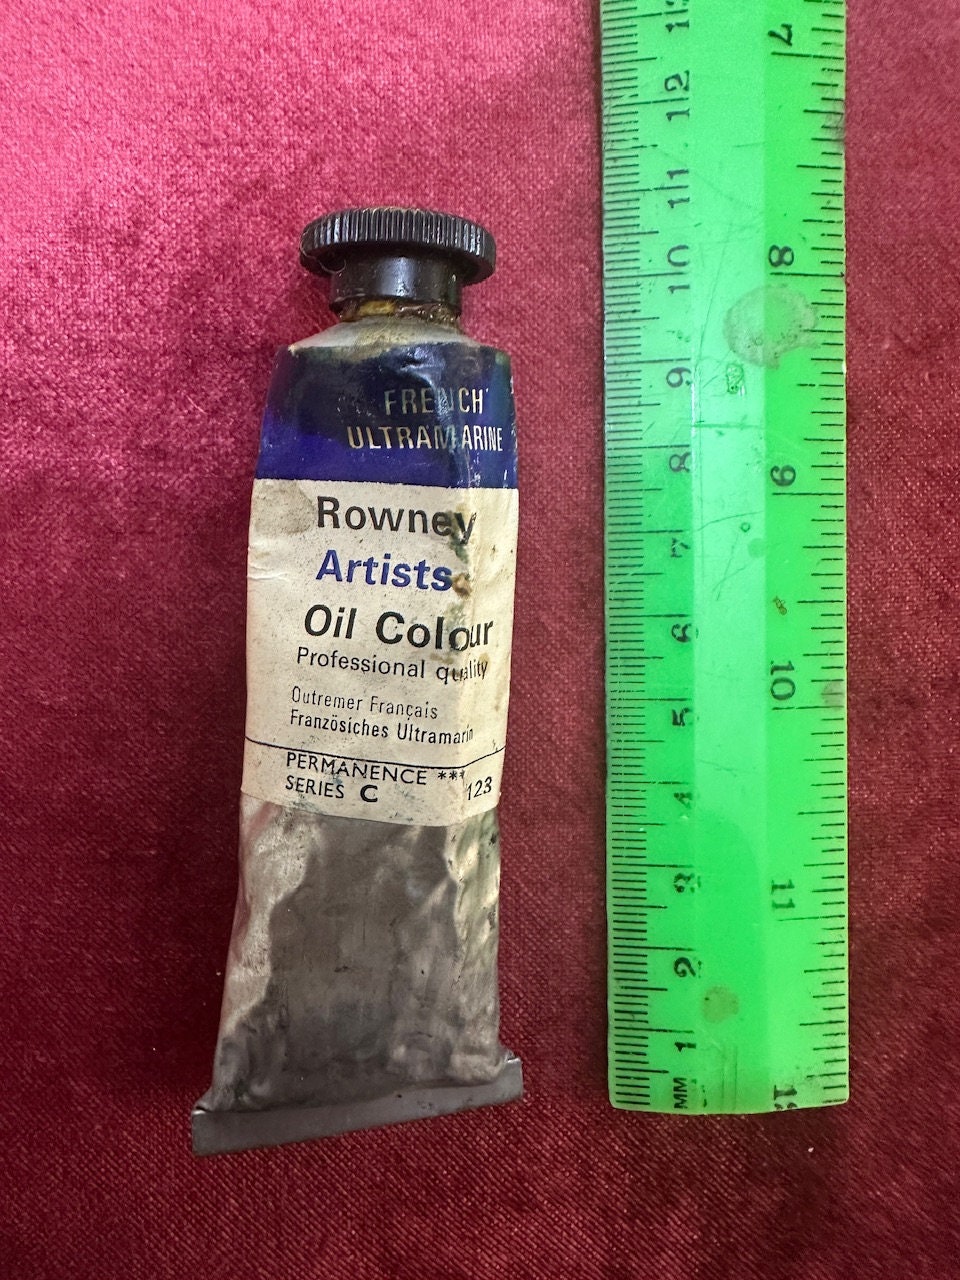 FRENCH
ULTRAMARINE
Rowney
Artists
Oil Colour
Professional quality
Outremer Français
Französiches Ultramarin
PERMANENCE ***
SERIES C 123
13
12
11
10
9
8
7
6
5
4
3
2
1
MM
7
8
9
10
11